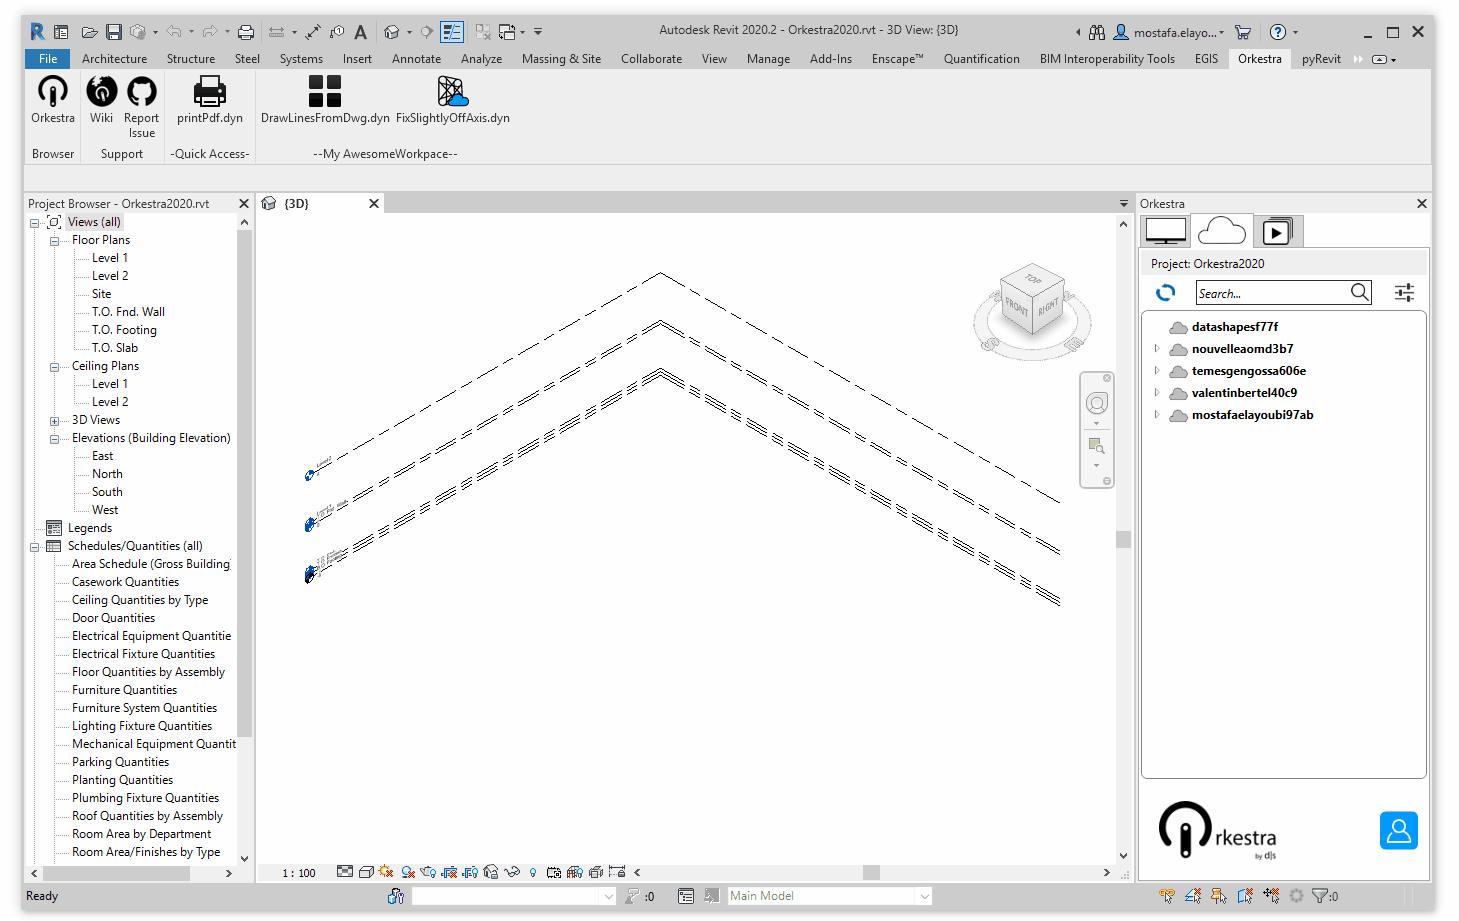 Autodesk Revit 2020.2 - Orkestra2020.rvt - 3D View: {3D}
mostafa.elayo...
File Architecture Structure Steel Systems Insert Annotate Analyze Massing & Site Collaborate View Manage Add-Ins Enscape™ Quantification BIM Interoperability Tools EGIS Orkestra pyRevit
Orkestra Wiki Report Issue printPdf.dyn DrawLinesFromDwg.dyn FixSlightlyOffAxis.dyn
Browser Support -Quick Access- --My AwesomeWorkpace--
Project Browser - Orkestra2020.rvt
Views (all)
Floor Plans
Level 1
Level 2
Site
T.O. Fnd. Wall
T.O. Footing
T.O. Slab
Ceiling Plans
Level 1
Level 2
3D Views
Elevations (Building Elevation)
East
North
South
West
Legends
Schedules/Quantities (all)
Area Schedule (Gross Building)
Casework Quantities
Ceiling Quantities by Type
Door Quantities
Electrical Equipment Quantitie
Electrical Fixture Quantities
Floor Quantities by Assembly
Furniture Quantities
Furniture System Quantities
Lighting Fixture Quantities
Mechanical Equipment Quantit
Parking Quantities
Planting Quantities
Plumbing Fixture Quantities
Roof Quantities by Assembly
Room Area by Department
Room Area/Finishes by Type
{3D}
TOP
FRONT
RIGHT
1 : 100
Orkestra
Project: Orkestra2020
Search...
datashapesf77f
nouvelleaomd3b7
temesgengossa606e
valentinbertel40c9
mostafaelayoubi97ab
rkestra
by d|s
Ready
:0
Main Model
:0